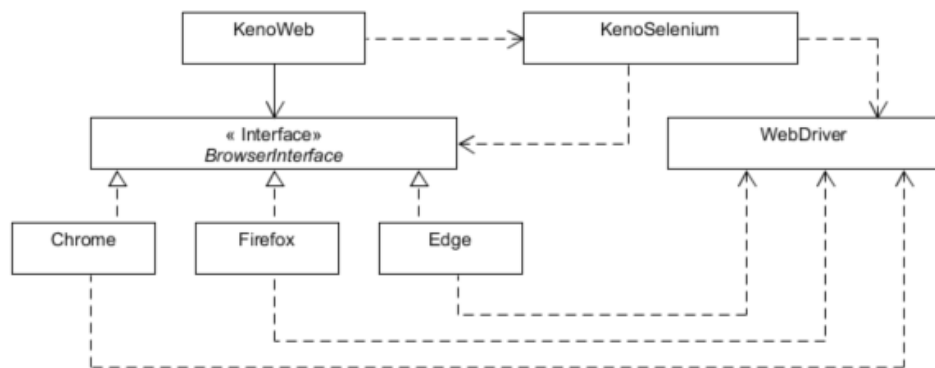 KenoWeb
KenoSelenium
« Interface»
BrowserInterface
WebDriver
Chrome
Firefox
Edge